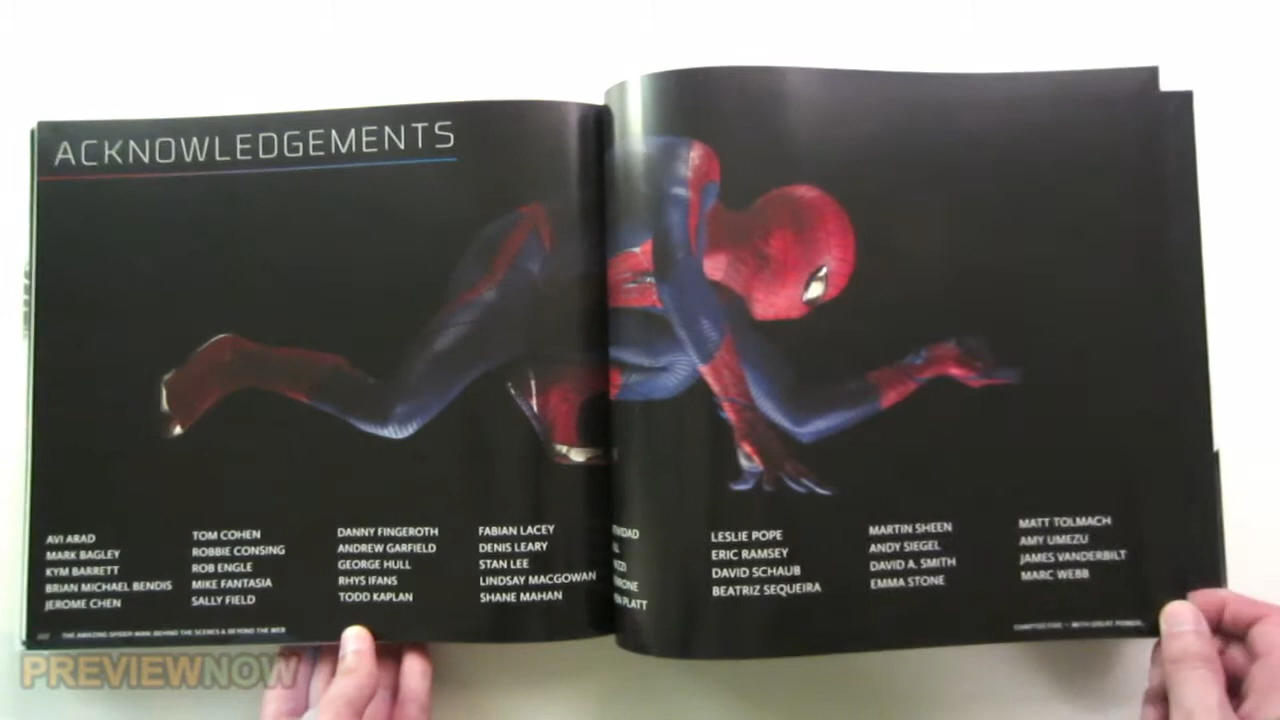 ACKNOWLEDGEMENTS
AVI ARAD
MARK BAGLEY
KYM BARRETT
BRIAN MICHAEL BENDIS
JEROME CHEN
TOM COHEN
ROBBIE CONSING
ROB ENGLE
MIKE FANTASIA
SALLY FIELD
DANNY FINGEROTH
ANDREW GARFIELD
GEORGE HULL
RHYS IFANS
TODD KAPLAN
FABIAN LACEY
DENIS LEARY
STAN LEE
LINDSAY MACGOWAN
SHANE MAHAN
PLATT
LESLIE POPE
ERIC RAMSEY
DAVID SCHAUB
BEATRIZ SEQUEIRA
MARTIN SHEEN
ANDY SIEGEL
DAVID A. SMITH
EMMA STONE
MATT TOLMACH
AMY UMEZU
JAMES VANDERBILT
MARC WEBB
THE AMAZING SPIDER-MAN: BEHIND THE SCENES & BEYOND THE WEB
WITH GREAT POWER...
PREVIEWNOW